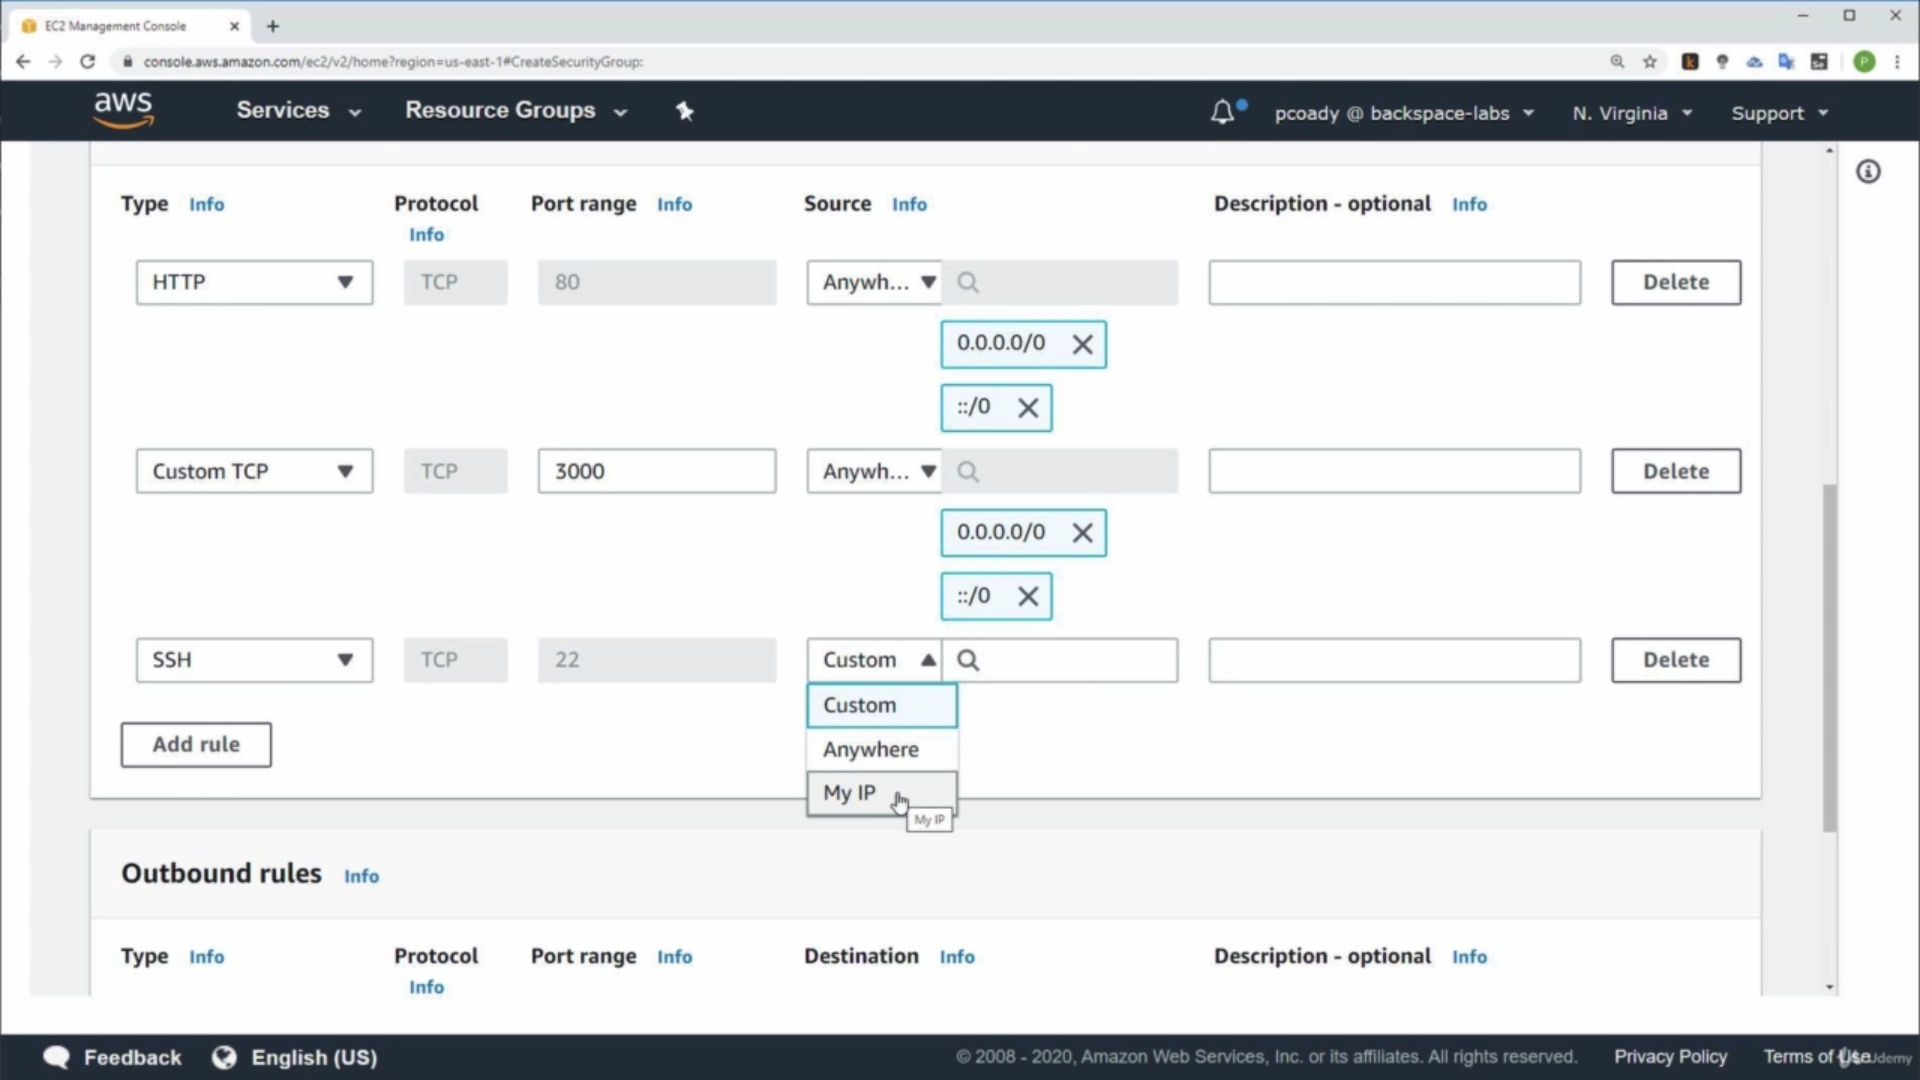 EC2 Management Console
console.aws.amazon.com/ec2/v2/home?region=us-east-1#CreateSecurityGroup:
aws Services Resource Groups pcoady @ backspace-labs N. Virginia Support
Type Info Protocol Info Port range Info Source Info Description - optional Info
HTTP TCP 80 Anywh... Delete
0.0.0.0/0
::/0
Custom TCP TCP 3000 Anywh... Delete
0.0.0.0/0
::/0
SSH TCP 22 Custom Delete
Custom
Add rule
Anywhere
My IP
My IP
Outbound rules Info
Type Info Protocol Info Port range Info Destination Info Description - optional Info
Feedback English (US) © 2008 - 2020, Amazon Web Services, Inc. or its affiliates. All rights reserved. Privacy Policy Terms of Use